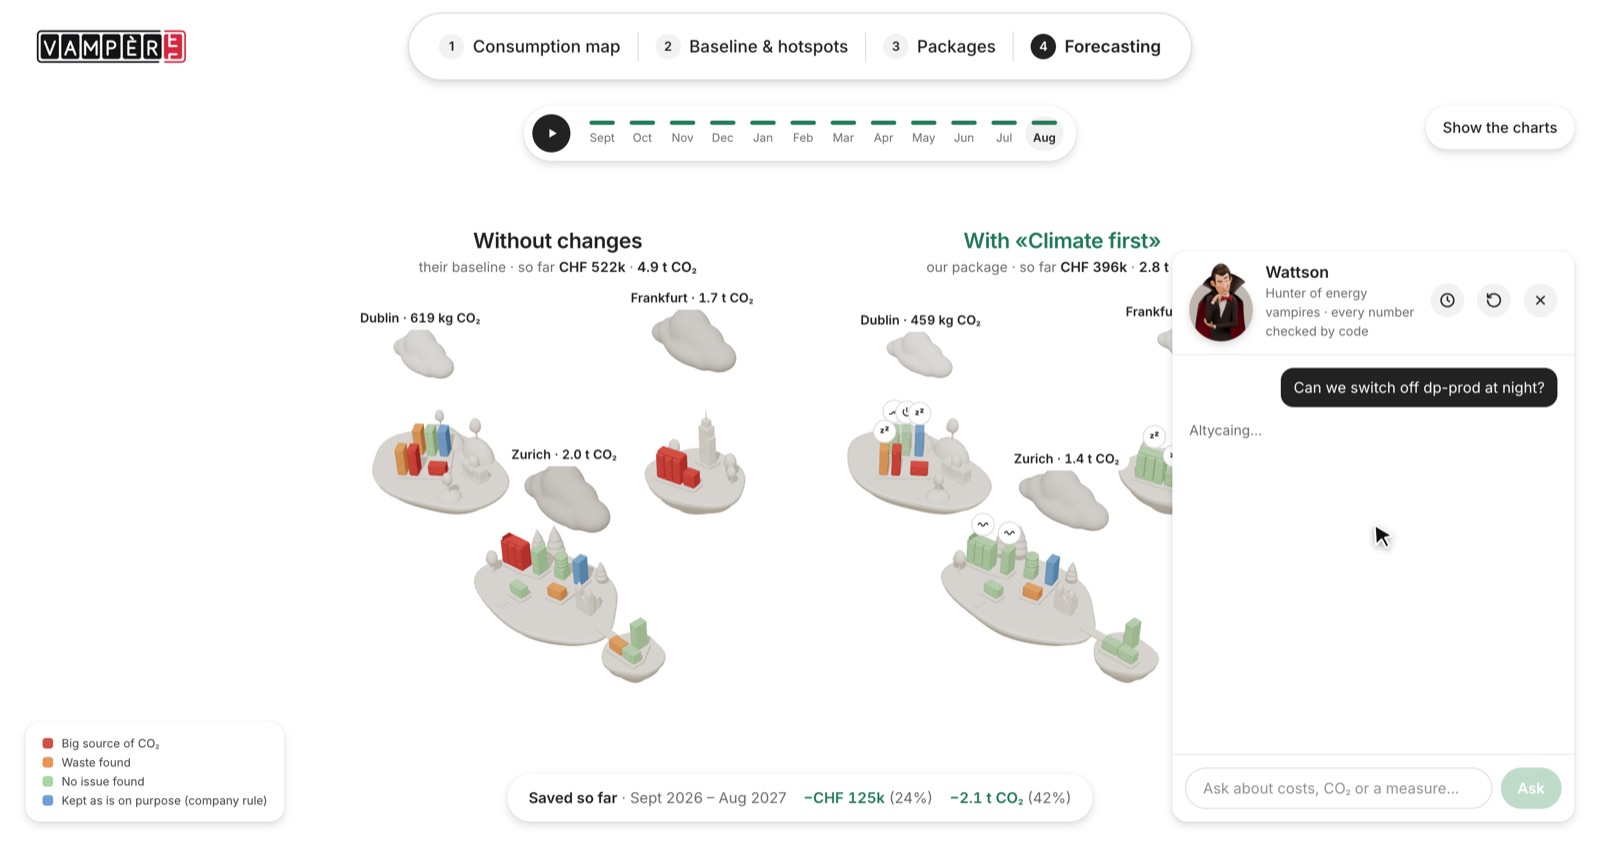 VAMPÈREE
1 Consumption map
2 Baseline & hotspots
3 Packages
4 Forecasting
Sept Oct Nov Dec Jan Feb Mar Apr May Jun Jul Aug
Show the charts
Without changes
their baseline · so far CHF 522k · 4.9 t CO₂
Dublin · 619 kg CO₂
Frankfurt · 1.7 t CO₂
Zurich · 2.0 t CO₂
With «Climate first»
our package · so far CHF 396k · 2.8 t
Dublin · 459 kg CO₂
Frankfu
Zurich · 1.4 t CO₂
zz
zz
zz
Wattson
Hunter of energy
vampires · every number
checked by code
Can we switch off dp-prod at night?
Altycaing...
Ask about costs, CO₂ or a measure...
Ask
Big source of CO₂
Waste found
No issue found
Kept as is on purpose (company rule)
Saved so far · Sept 2026 – Aug 2027 −CHF 125k (24%) −2.1 t CO₂ (42%)